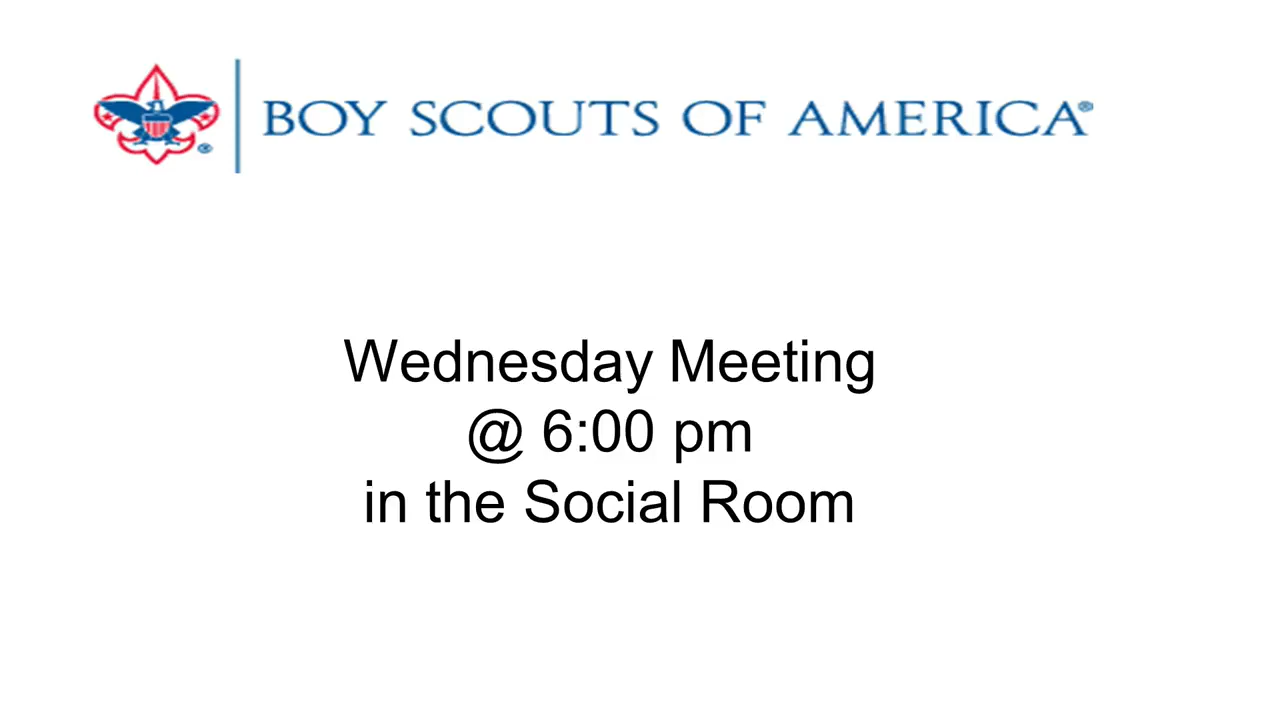 BOY SCOUTS OF AMERICA®
Wednesday Meeting
@ 6:00 pm
in the Social Room